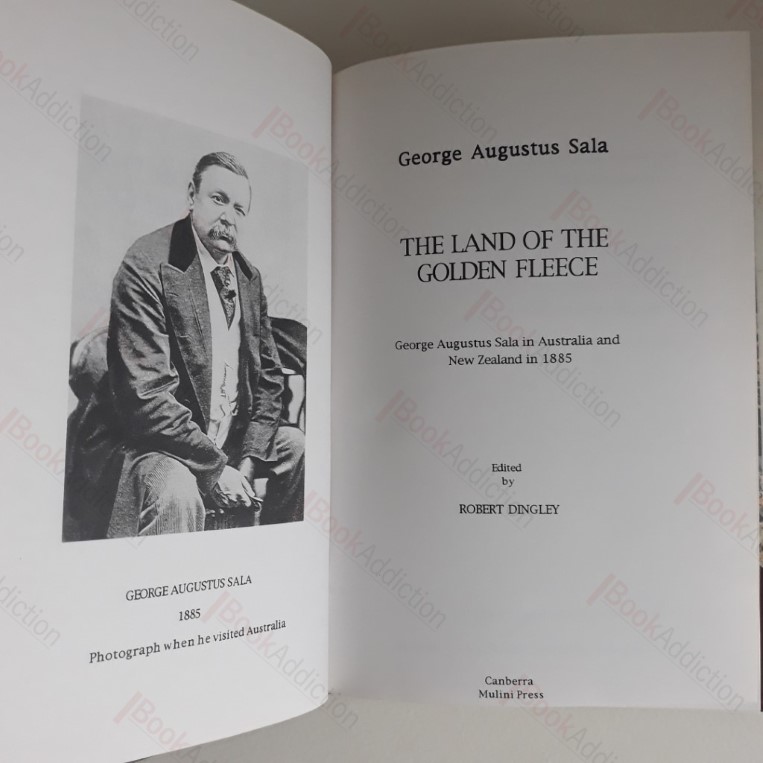 GEORGE AUGUSTUS SALA
1885
Photograph when he visited Australia
George Augustus Sala
THE LAND OF THE
GOLDEN FLEECE
George Augustus Sala in Australia and
New Zealand in 1885
Edited
by
ROBERT DINGLEY
Canberra
Mulini Press
BookAddiction